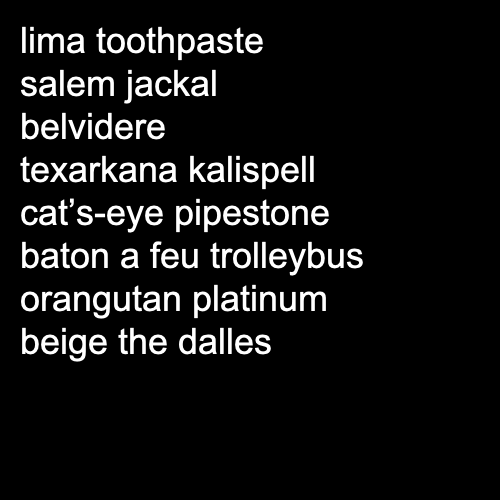 lima toothpaste
salem jackal
belvidere
texarkana kalispell
cat’s-eye pipestone
baton a feu trolleybus
orangutan platinum
beige the dalles